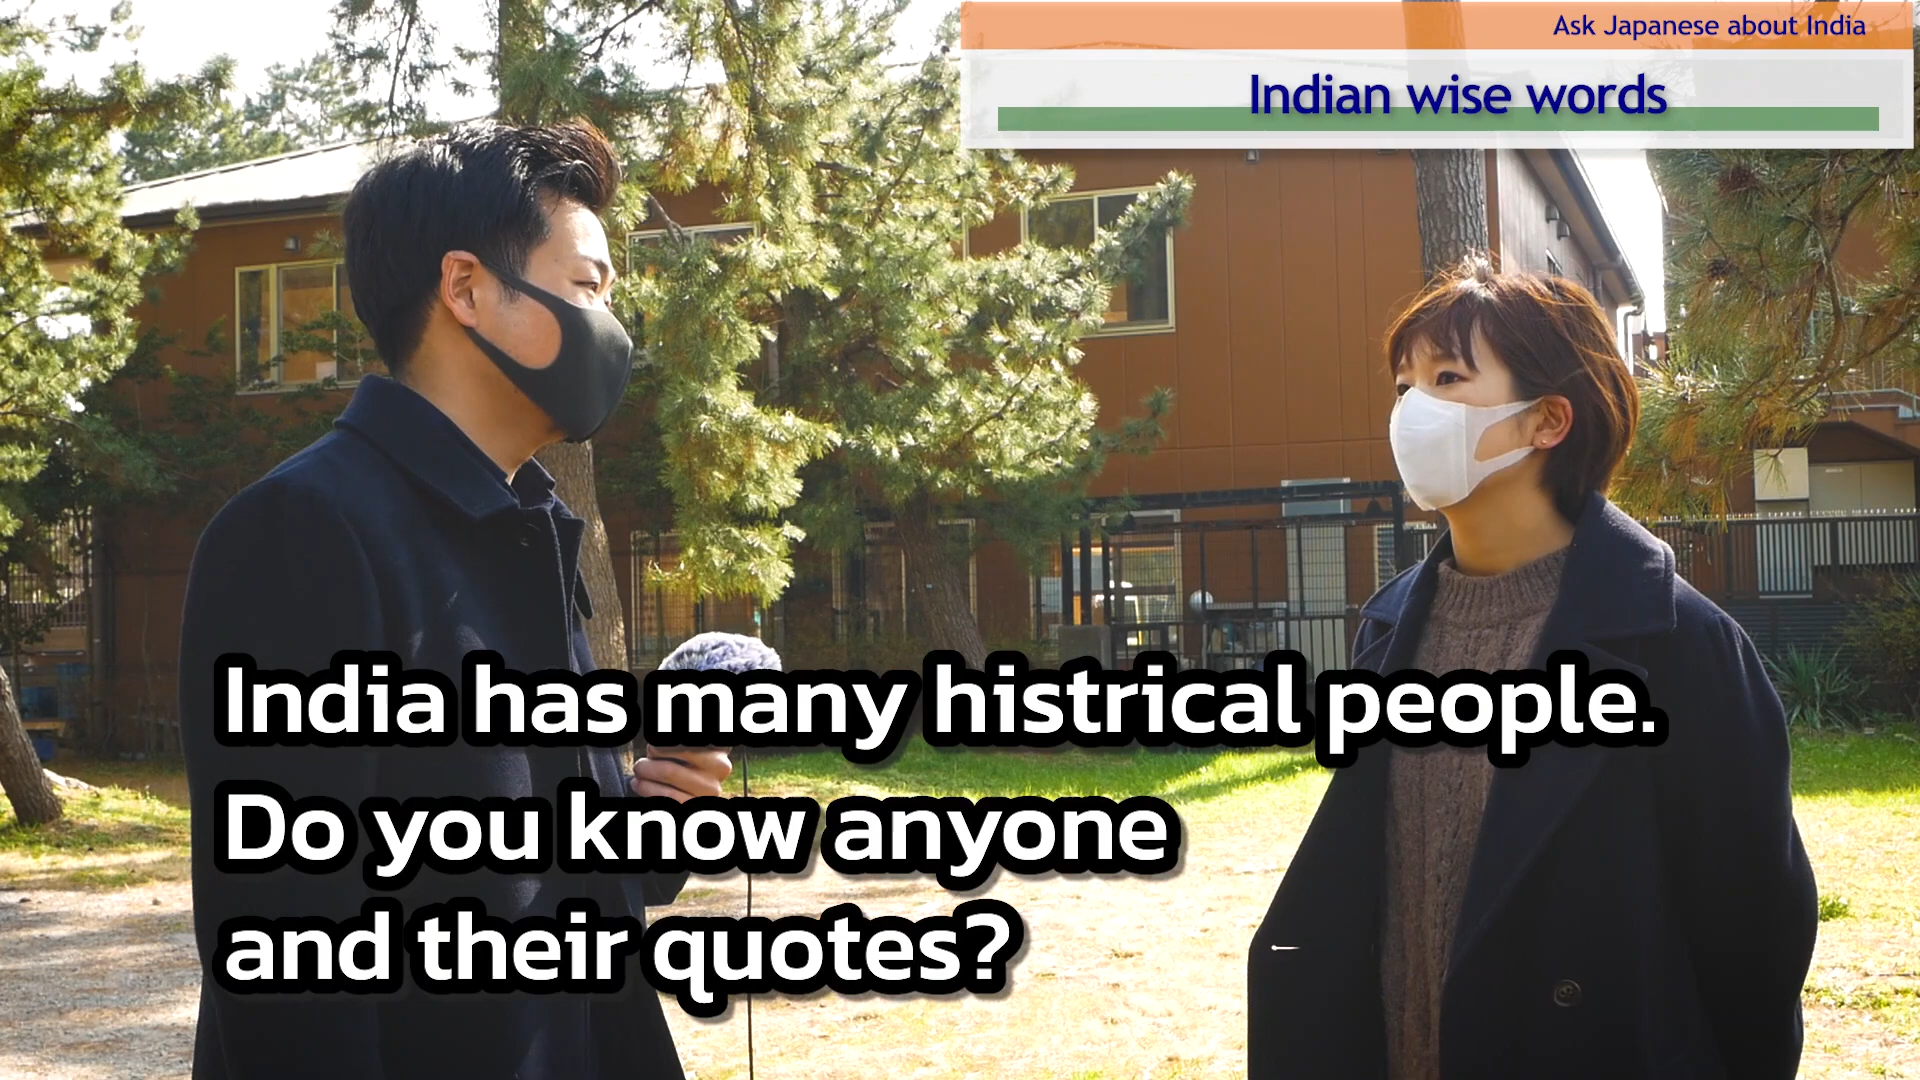 Ask Japanese about India
Indian wise words
India has many histrical people.
Do you know anyone
and their quotes?